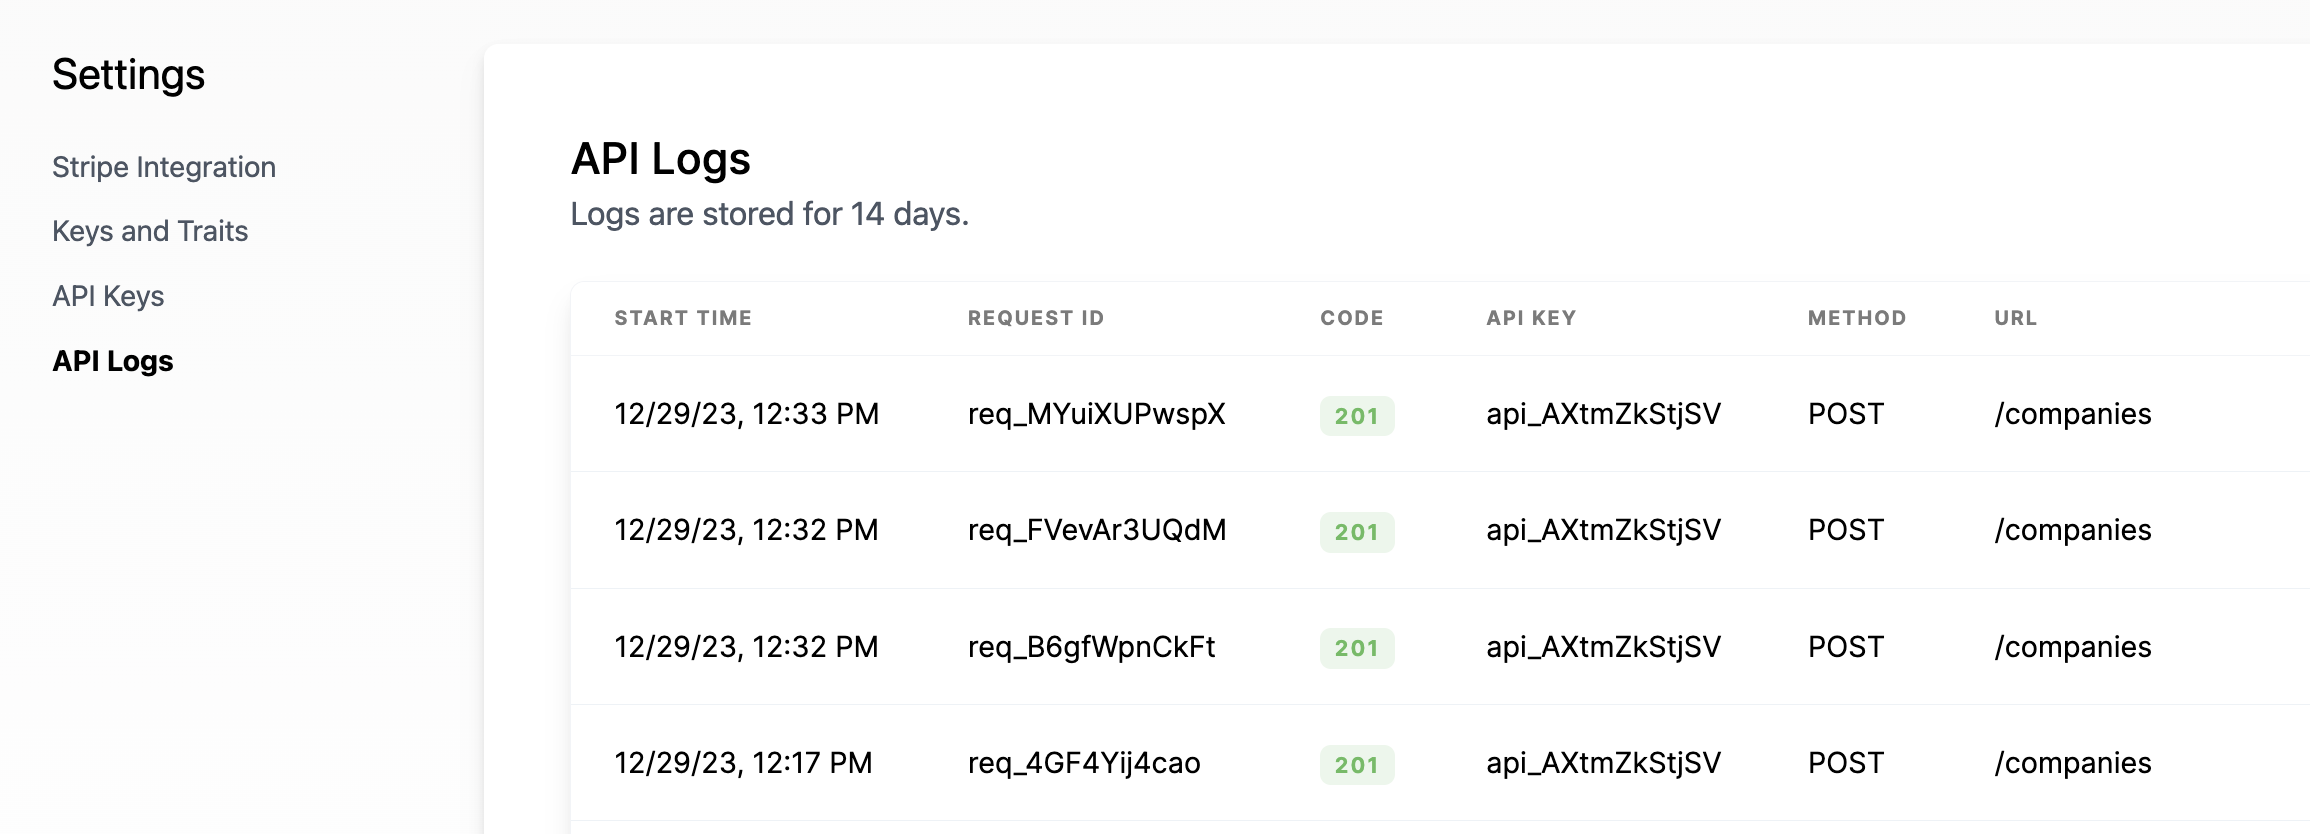 Settings
Stripe Integration
Keys and Traits
API Keys
API Logs
API Logs
Logs are stored for 14 days.
START TIME REQUEST ID CODE API KEY METHOD URL
12/29/23, 12:33 PM req_MYuiXUPwspX 201 api_AXtmZkStjSV POST /companies
12/29/23, 12:32 PM req_FVevAr3UQdM 201 api_AXtmZkStjSV POST /companies
12/29/23, 12:32 PM req_B6gfWpnCkFt 201 api_AXtmZkStjSV POST /companies
12/29/23, 12:17 PM req_4GF4Yij4cao 201 api_AXtmZkStjSV POST /companies